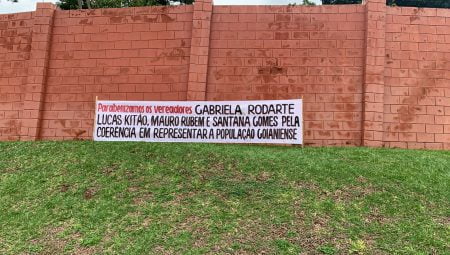 Parabenizamos os vereadores GABRIELA RODARTE
LUCAS KITÃO, MAURO RUBEM E SANTANA GOMES PELA
COERÊNCIA EM REPRESENTAR A POPULAÇÃO GOIANIENSE